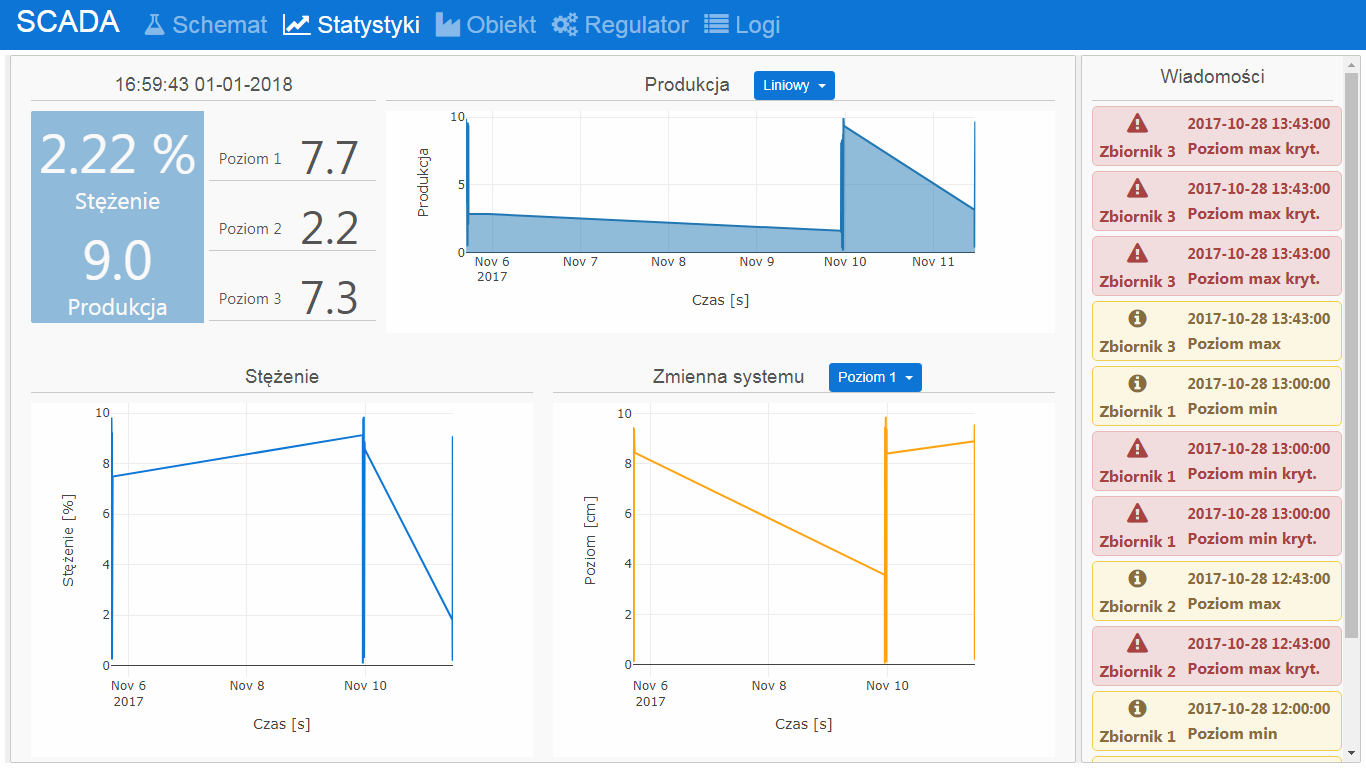 SCADA Schemat Statystyki Obiekt Regulator Logi
16:59:43 01-01-2018
2.22 %
Stężenie
9.0
Produkcja
Poziom 1 7.7
Poziom 2 2.2
Poziom 3 7.3
Produkcja Liniowy
Produkcja
10
5
0
Nov 6 Nov 7 Nov 8 Nov 9 Nov 10 Nov 11
2017
Czas [s]
Stężenie
Stężenie [%]
10
8
6
4
2
0
Nov 6 Nov 8 Nov 10
2017
Czas [s]
Zmienna systemu Poziom 1
Poziom [cm]
10
8
6
4
2
0
Nov 6 Nov 8 Nov 10
2017
Czas [s]
Wiadomości
2017-10-28 13:43:00
Zbiornik 3 Poziom max kryt.
2017-10-28 13:43:00
Zbiornik 3 Poziom max kryt.
2017-10-28 13:43:00
Zbiornik 3 Poziom max kryt.
2017-10-28 13:43:00
Zbiornik 3 Poziom max
2017-10-28 13:00:00
Zbiornik 1 Poziom min
2017-10-28 13:00:00
Zbiornik 1 Poziom min kryt.
2017-10-28 13:00:00
Zbiornik 1 Poziom min kryt.
2017-10-28 12:43:00
Zbiornik 2 Poziom max
2017-10-28 12:43:00
Zbiornik 2 Poziom max kryt.
2017-10-28 12:00:00
Zbiornik 1 Poziom min